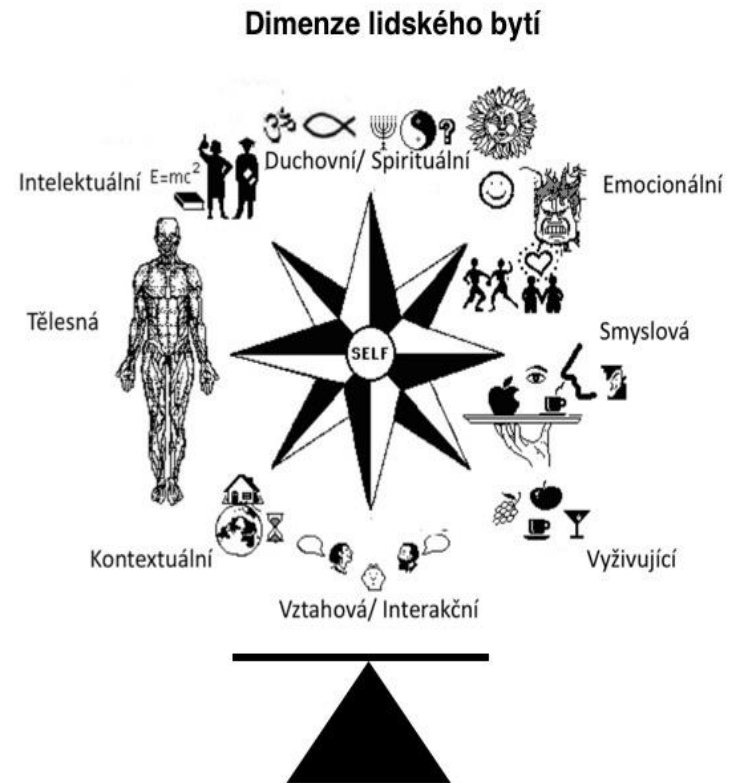 Dimenze lidského bytí
Duchovní/ Spirituální
?
Intelektuální
E=mc²
Emocionální
Tělesná
SELF
Smyslová
Kontextuální
Vyživující
Vztahová/ Interakční